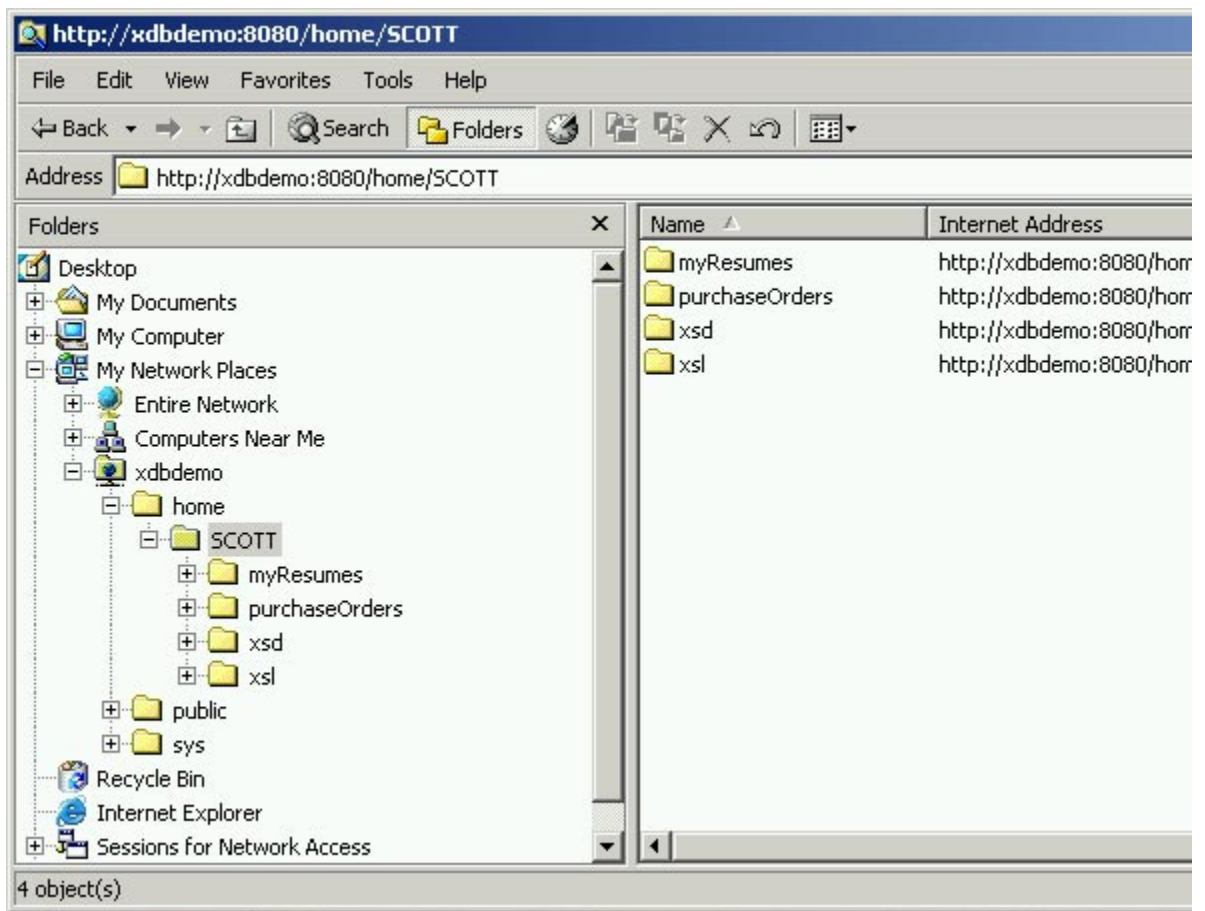 http://xdbdemo:8080/home/SCOTT
File Edit View Favorites Tools Help
Back Search Folders
Address http://xdbdemo:8080/home/SCOTT
Folders
Desktop
My Documents
My Computer
My Network Places
Entire Network
Computers Near Me
xdbdemo
home
SCOTT
myResumes
purchaseOrders
xsd
xsl
public
sys
Recycle Bin
Internet Explorer
Sessions for Network Access
Name Internet Address
myResumes http://xdbdemo:8080/hom
purchaseOrders http://xdbdemo:8080/hom
xsd http://xdbdemo:8080/hom
xsl http://xdbdemo:8080/hom
4 object(s)